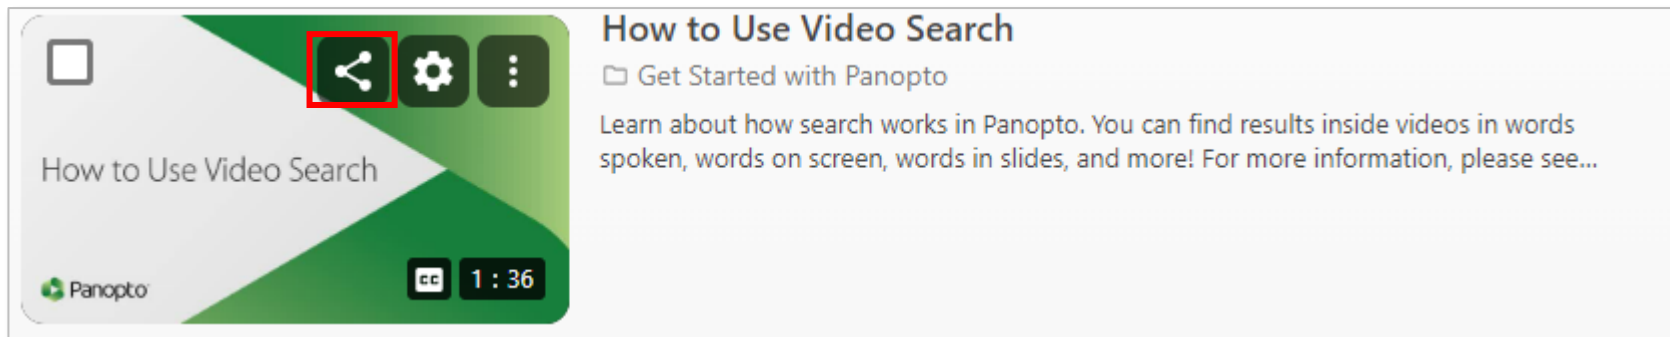 How to Use Video Search
Get Started with Panopto
Learn about how search works in Panopto. You can find results inside videos in words
spoken, words on screen, words in slides, and more! For more information, please see...
How to Use Video Search
Panopto
CC
1 : 36